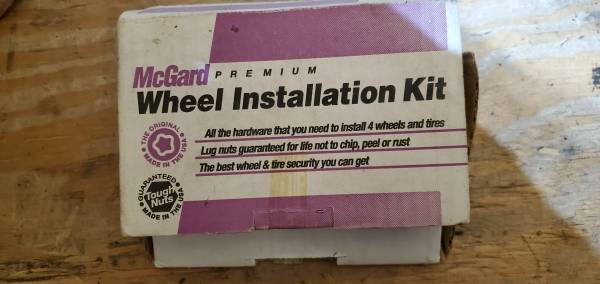 McGard PREMIUM
Wheel Installation Kit
All the hardware that you need to install 4 wheels and tires
Lug nuts guaranteed for life not to chip, peel or rust
The best wheel & tire security you can get
THE ORIGINAL
MADE IN THE USA
GUARANTEED
Tough
Nuts
MADE IN THE USA